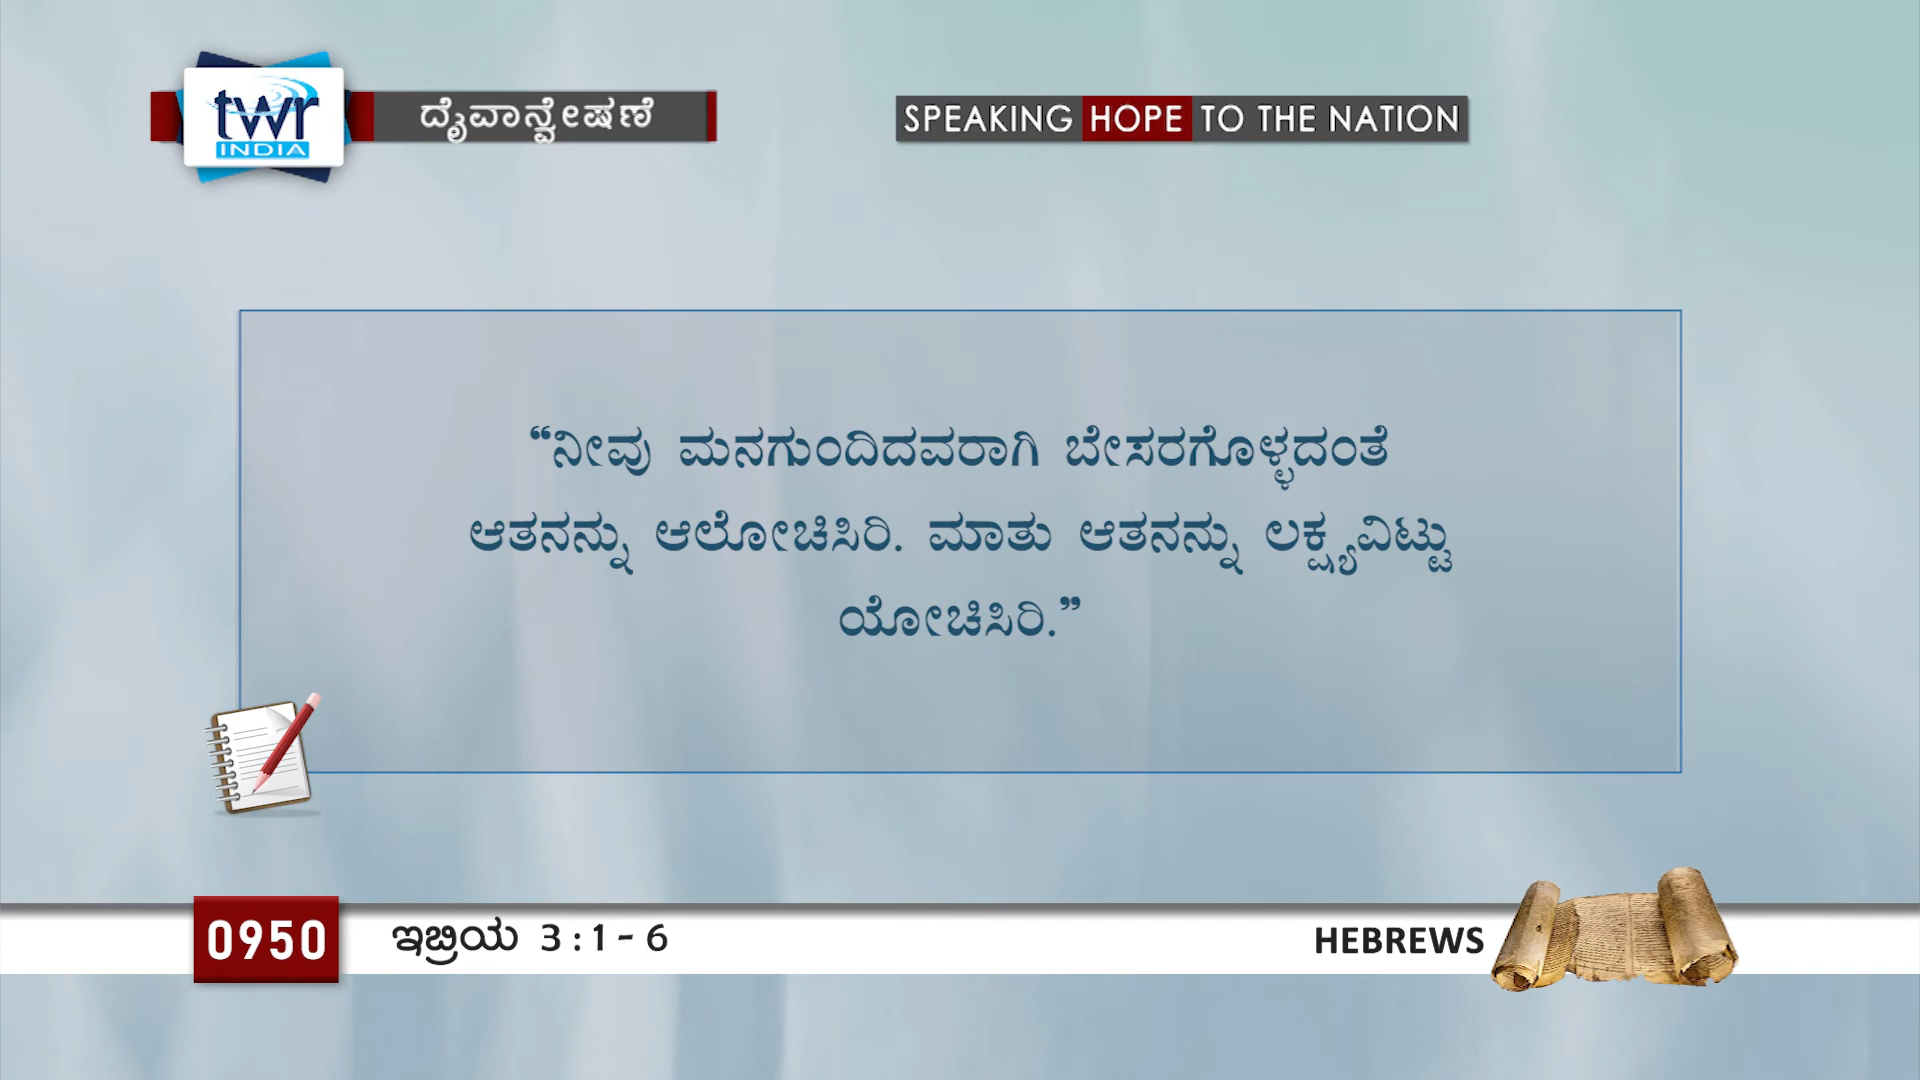 twr
INDIA
ದೈವಾನ್ವೇಷಣೆ
SPEAKING HOPE TO THE NATION
“ನೀವು ಮನಗುಂದಿದವರಾಗಿ ಬೇಸರಗೊಳ್ಳದಂತೆ
ಆತನನ್ನು ಆಲೋಚಿಸಿರಿ. ಮಾತು ಆತನನ್ನು ಲಕ್ಷ್ಯವಿಟ್ಟು
ಯೋಚಿಸಿರಿ.”
0950
ಇಬ್ರಿಯ 3:1-6
HEBREWS